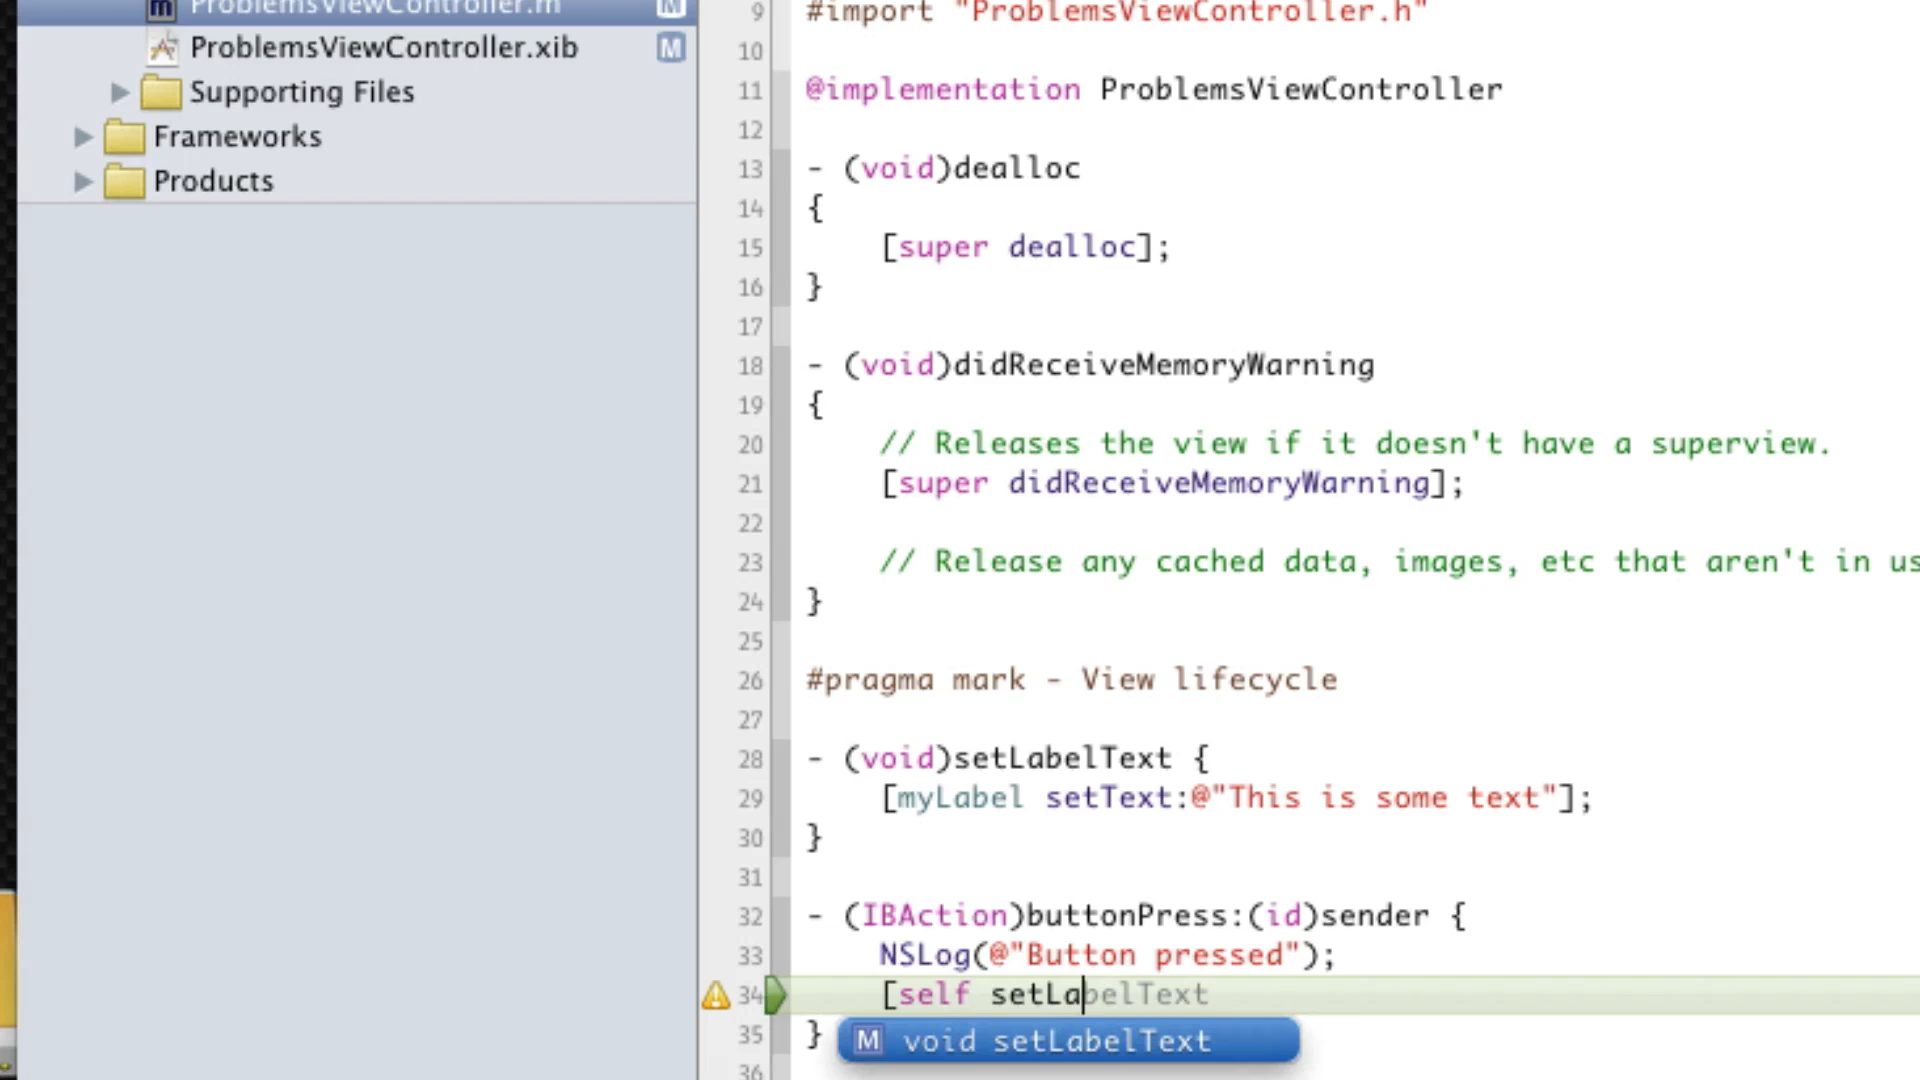 ProblemsViewController.m M
ProblemsViewController.xib M
Supporting Files
Frameworks
Products
9 #import "ProblemsViewController.h"
10
11 @implementation ProblemsViewController
12
13 - (void)dealloc
14 {
15 [super dealloc];
16 }
17
18 - (void)didReceiveMemoryWarning
19 {
20 // Releases the view if it doesn't have a superview.
21 [super didReceiveMemoryWarning];
22
23 // Release any cached data, images, etc that aren't in us
24 }
25
26 #pragma mark - View lifecycle
27
28 - (void)setLabelText {
29 [myLabel setText:@"This is some text"];
30 }
31
32 - (IBAction)buttonPress:(id)sender {
33 NSLog(@"Button pressed");
34 [self setLabelText
35 }
M void setLabelText
36